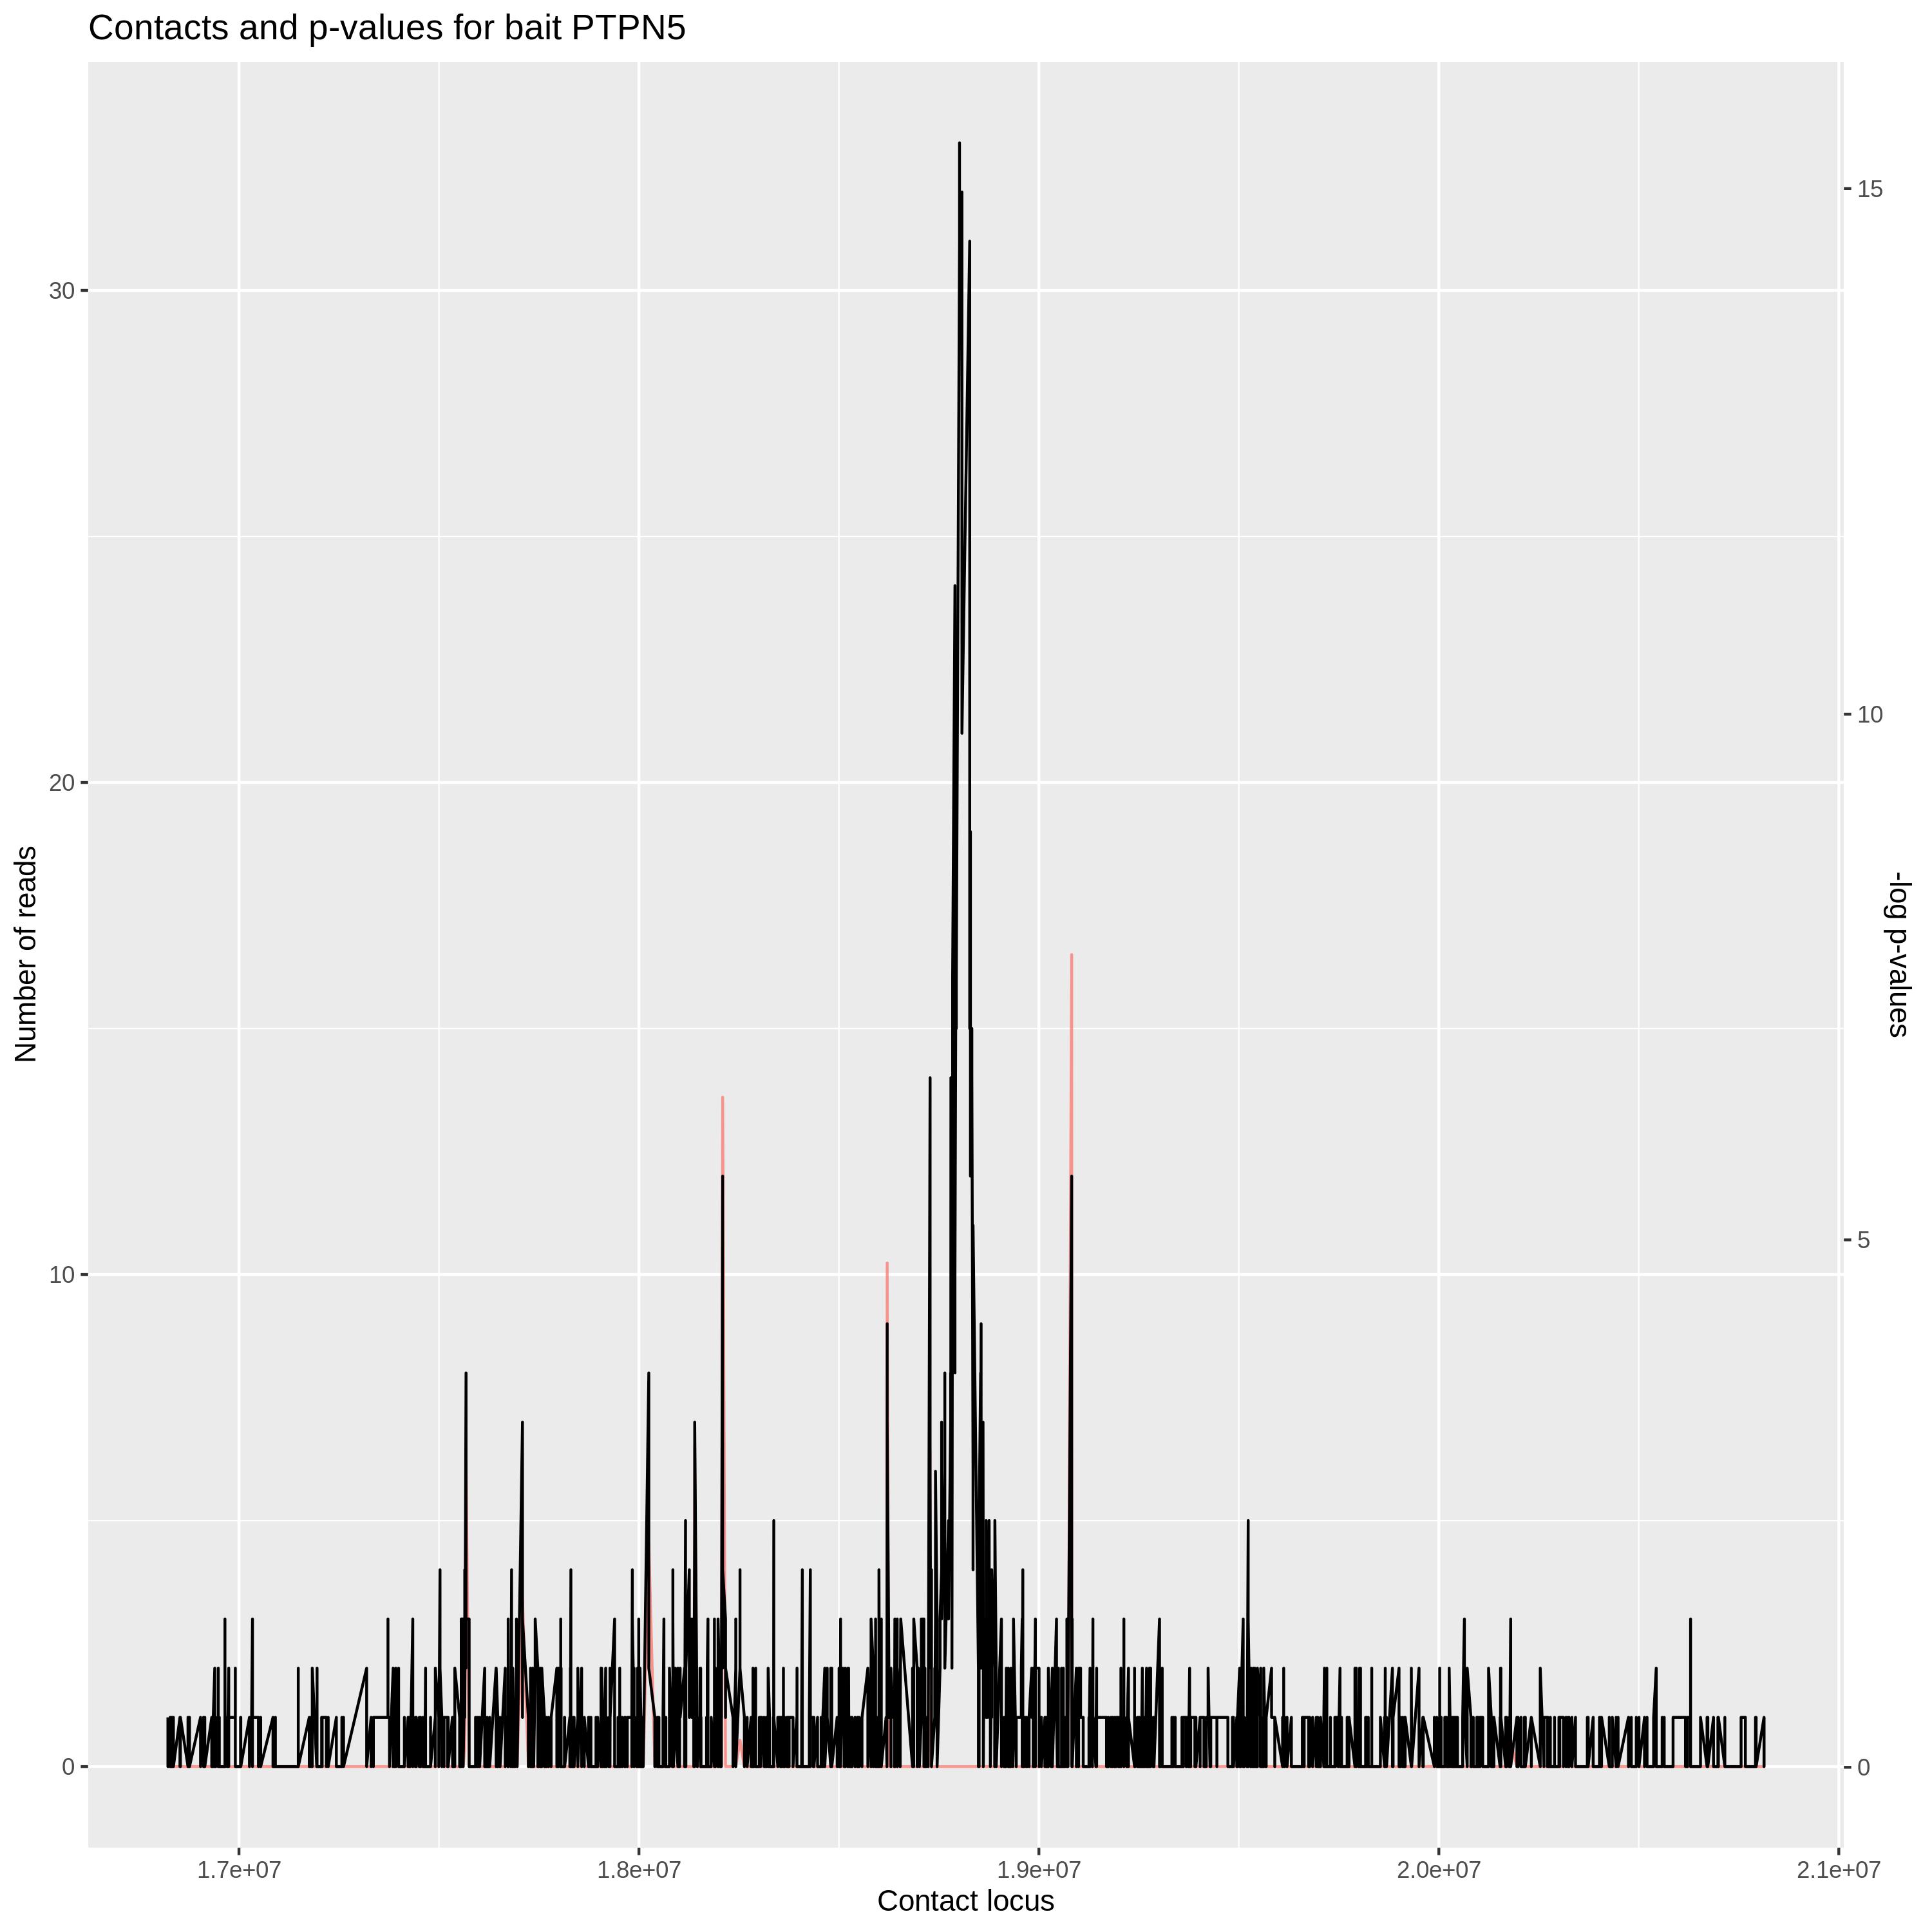 Contacts and p-values for bait PTPN5
Number of reads
30
20
10
0
15
10
5
0
-log p-values
1.7e+07 1.8e+07 1.9e+07 2.0e+07 2.1e+07
Contact locus